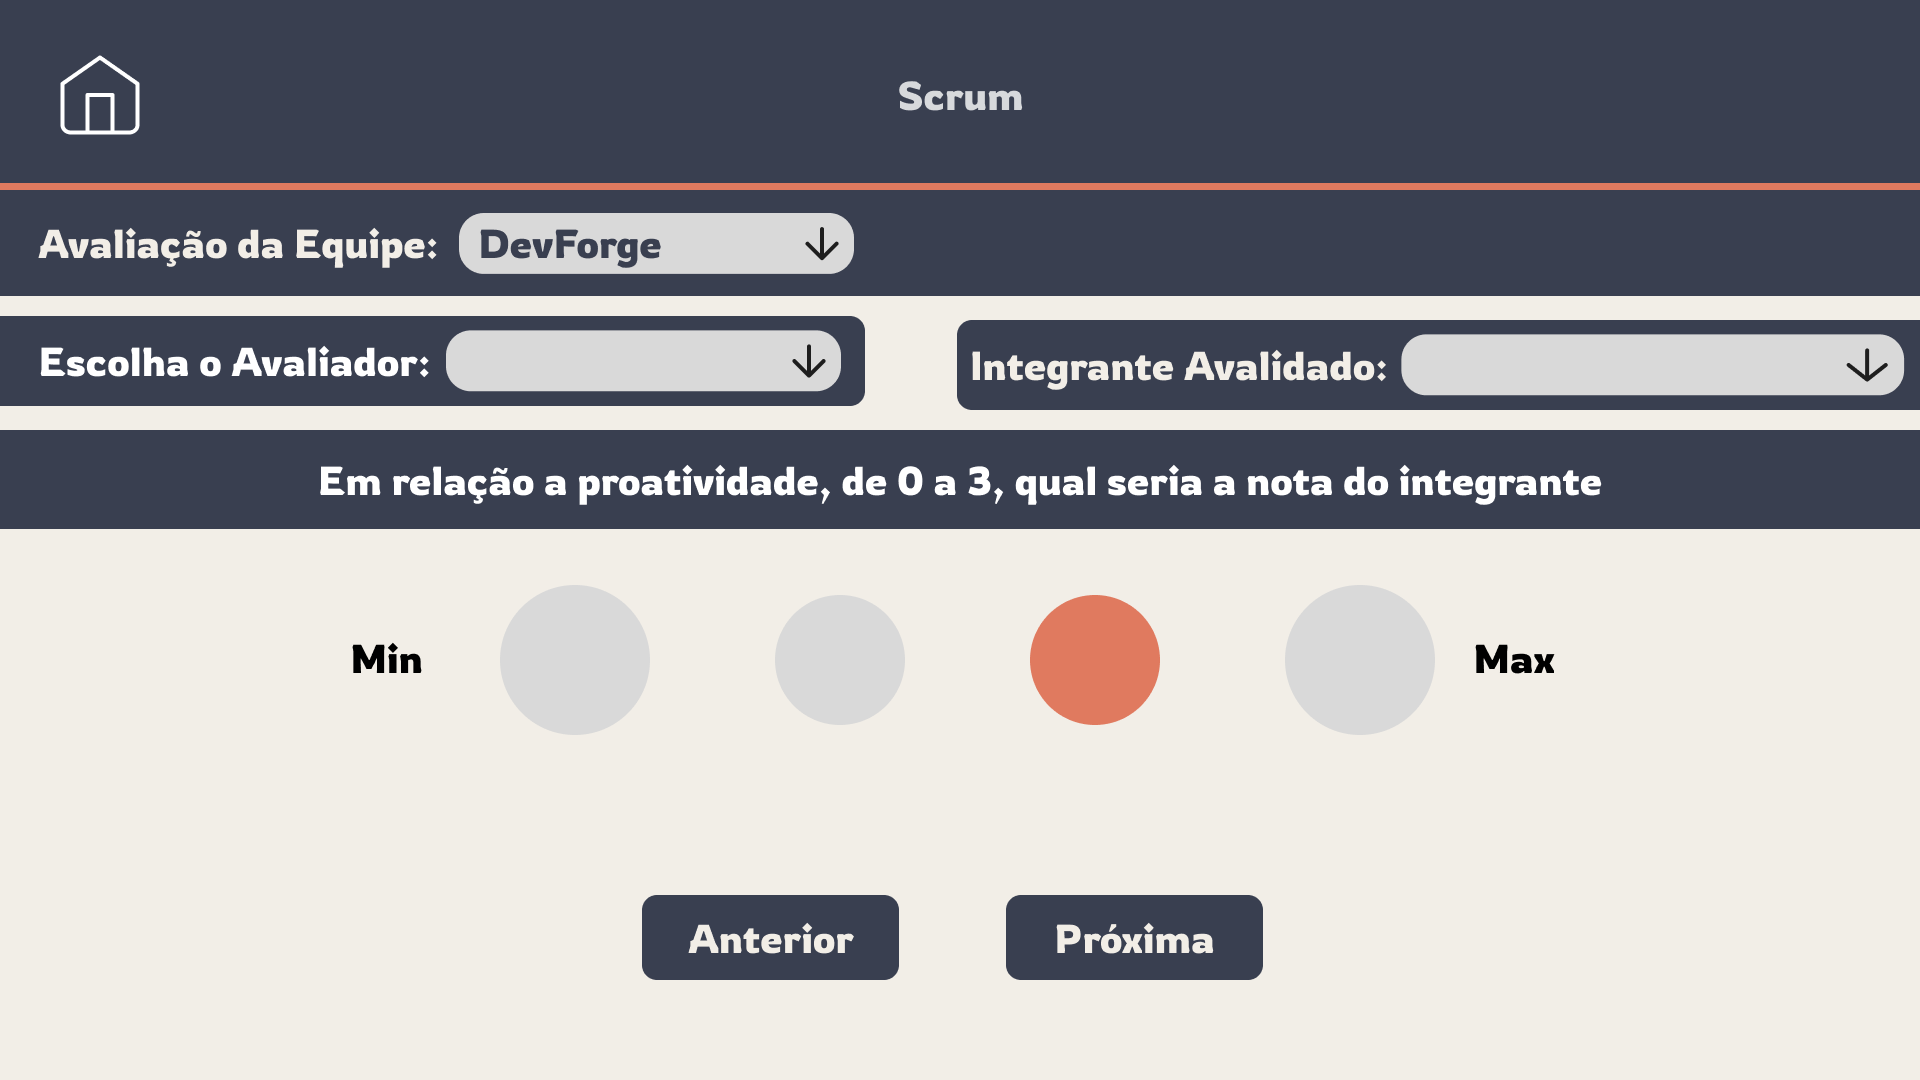 Scrum
Avaliação da Equipe: DevForge
Escolha o Avaliador:
Integrante Avalidado:
Em relação a proatividade, de 0 a 3, qual seria a nota do integrante
Min
Max
Anterior
Próxima